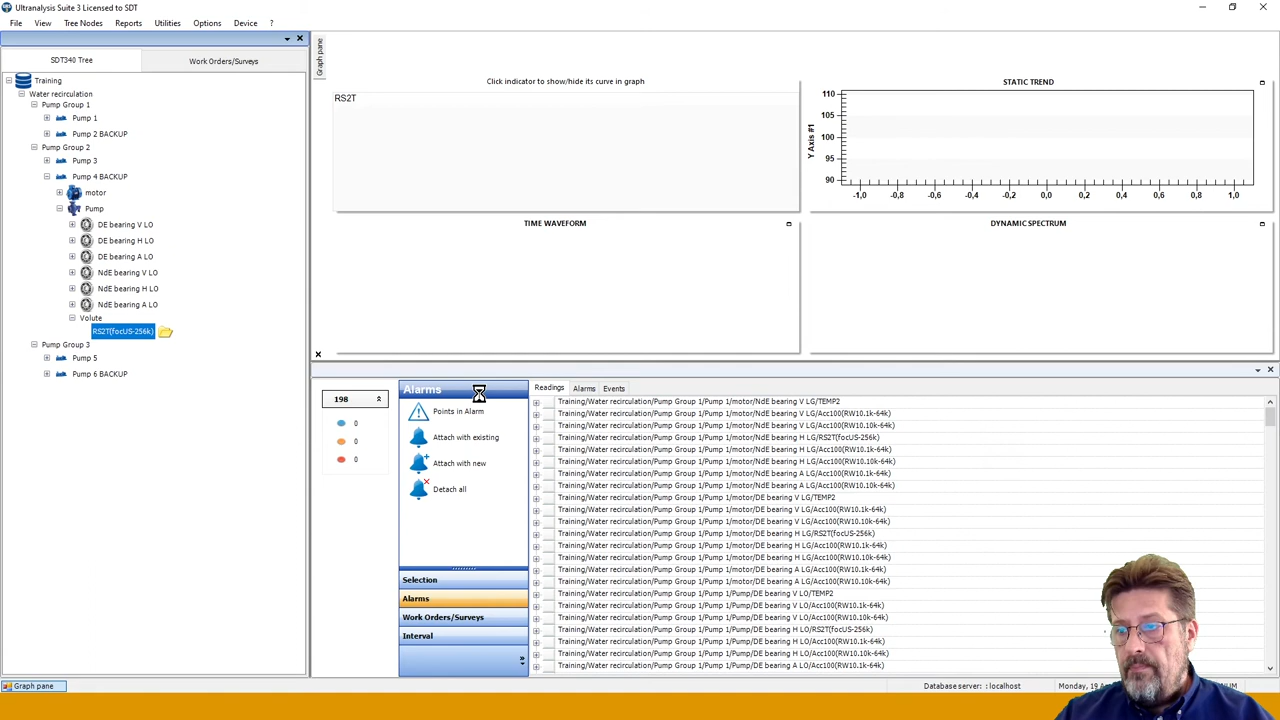 Ultranalysis Suite 3 Licensed to SDT
File View Tree Nodes Reports Utilities Options Device ?
SDT340 Tree
Work Orders/Surveys
Training
Water recirculation
Pump Group 1
Pump 1
Pump 2 BACKUP
Pump Group 2
Pump 3
Pump 4 BACKUP
motor
Pump
DE bearing V LO
DE bearing H LO
DE bearing A LO
NdE bearing V LO
NdE bearing H LO
NdE bearing A LO
Volute
RS2T(focUS-256k)
Pump Group 3
Pump 5
Pump 6 BACKUP
Graph pane
Click indicator to show/hide its curve in graph
RS2T
STATIC TREND
Y Axis #1
110
105
100
95
90
-1,0 -0,8 -0,6 -0,4 -0,2 0,0 0,2 0,4 0,6 0,8 1,0
TIME WAVEFORM
DYNAMIC SPECTRUM
198
0
0
0
Alarms
Points in Alarm
Attach with existing
Attach with new
Detach all
Selection
Alarms
Work Orders/Surveys
Interval
Readings Alarms Events
Training/Water recirculation/Pump Group 1/Pump 1/motor/NdE bearing V LG/TEMP2
Training/Water recirculation/Pump Group 1/Pump 1/motor/NdE bearing V LG/Acc100(RW10.1k-64k)
Training/Water recirculation/Pump Group 1/Pump 1/motor/NdE bearing V LG/Acc100(RW10.10k-64k)
Training/Water recirculation/Pump Group 1/Pump 1/motor/NdE bearing H LG/RS2T(focUS-256k)
Training/Water recirculation/Pump Group 1/Pump 1/motor/NdE bearing H LG/Acc100(RW10.1k-64k)
Training/Water recirculation/Pump Group 1/Pump 1/motor/NdE bearing H LG/Acc100(RW10.10k-64k)
Training/Water recirculation/Pump Group 1/Pump 1/motor/NdE bearing A LG/Acc100(RW10.1k-64k)
Training/Water recirculation/Pump Group 1/Pump 1/motor/NdE bearing A LG/Acc100(RW10.10k-64k)
Training/Water recirculation/Pump Group 1/Pump 1/motor/DE bearing V LG/TEMP2
Training/Water recirculation/Pump Group 1/Pump 1/motor/DE bearing V LG/Acc100(RW10.1k-64k)
Training/Water recirculation/Pump Group 1/Pump 1/motor/DE bearing V LG/Acc100(RW10.10k-64k)
Training/Water recirculation/Pump Group 1/Pump 1/motor/DE bearing H LG/RS2T(focUS-256k)
Training/Water recirculation/Pump Group 1/Pump 1/motor/DE bearing H LG/Acc100(RW10.1k-64k)
Training/Water recirculation/Pump Group 1/Pump 1/motor/DE bearing H LG/Acc100(RW10.10k-64k)
Training/Water recirculation/Pump Group 1/Pump 1/motor/DE bearing A LG/Acc100(RW10.1k-64k)
Training/Water recirculation/Pump Group 1/Pump 1/motor/DE bearing A LG/Acc100(RW10.10k-64k)
Training/Water recirculation/Pump Group 1/Pump 1/Pump/DE bearing V LO/TEMP2
Training/Water recirculation/Pump Group 1/Pump 1/Pump/DE bearing V LO/Acc100(RW10.1k-64k)
Training/Water recirculation/Pump Group 1/Pump 1/Pump/DE bearing V LO/Acc100(RW10.10k-64k)
Training/Water recirculation/Pump Group 1/Pump 1/Pump/DE bearing H LO/RS2T(focUS-256k)
Training/Water recirculation/Pump Group 1/Pump 1/Pump/DE bearing H LO/Acc100(RW10.1k-64k)
Training/Water recirculation/Pump Group 1/Pump 1/Pump/DE bearing H LO/Acc100(RW10.10k-64k)
Training/Water recirculation/Pump Group 1/Pump 1/Pump/DE bearing A LO/Acc100(RW10.1k-64k)
Graph pane
Database server: : localhost
Monday, 19
NUM